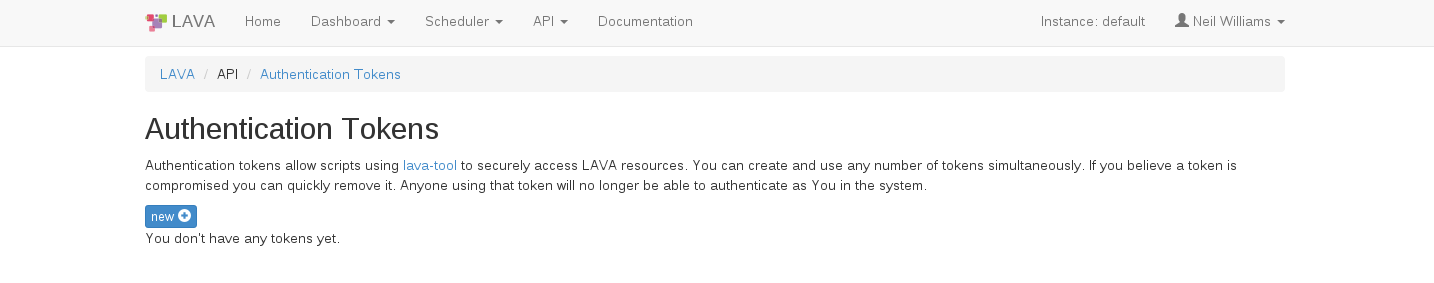 LAVA Home Dashboard Scheduler API Documentation Instance: default Neil Williams
LAVA / API / Authentication Tokens
Authentication Tokens
Authentication tokens allow scripts using lava-tool to securely access LAVA resources. You can create and use any number of tokens simultaneously. If you believe a token is
compromised you can quickly remove it. Anyone using that token will no longer be able to authenticate as You in the system.
new
You don't have any tokens yet.